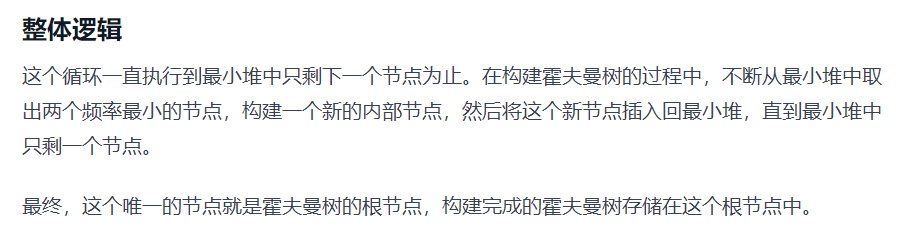 整体逻辑
这个循环一直执行到最小堆中只剩下一个节点为止。在构建霍夫曼树的过程中，不断从最小堆中取
出两个频率最小的节点，构建一个新的内部节点，然后将这个新节点插入回最小堆，直到最小堆中
只剩一个节点。
最终，这个唯一的节点就是霍夫曼树的根节点，构建完成的霍夫曼树存储在这个根节点中。